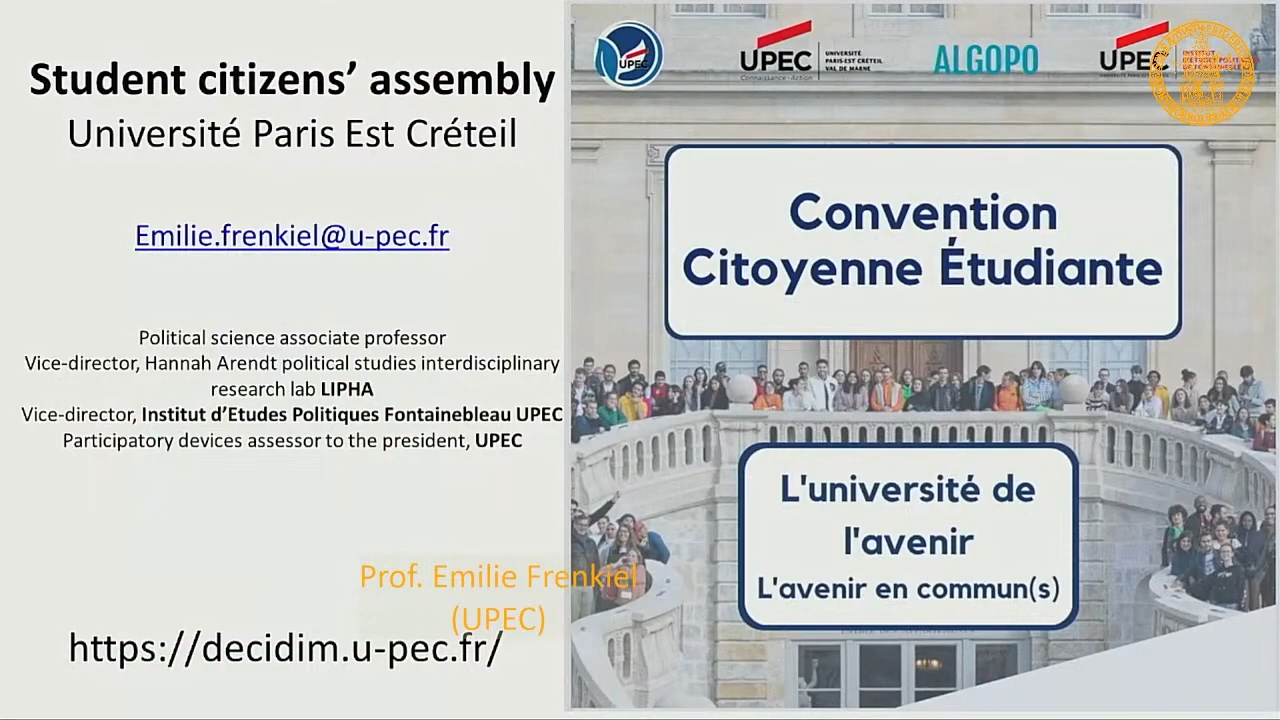 Student citizens’ assembly
Université Paris Est Créteil
Emilie.frenkiel@u-pec.fr
Political science associate professor
Vice-director, Hannah Arendt political studies interdisciplinary
research lab LIPHA
Vice-director, Institut d’Etudes Politiques Fontainebleau UPEC
Participatory devices assessor to the president, UPEC
Prof. Emilie Frenkiel
(UPEC)
https://decidim.u-pec.fr/
UPEC
UPEC
Connaissance - Action
UNIVERSITÉ
PARIS-EST CRÉTEIL
VAL DE MARNE
ALGOPO
UPEC
INSTITUT
Convention
Citoyenne Étudiante
L'université de
l'avenir
L'avenir en commun(s)